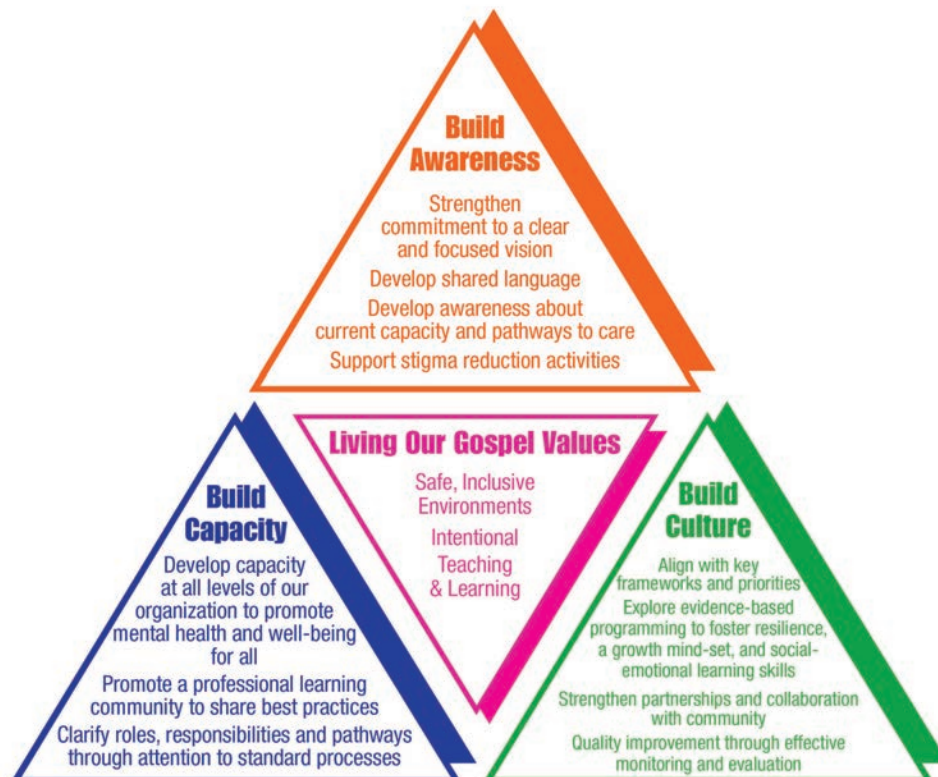 Build
Awareness
Strengthen
commitment to a clear
and focused vision
Develop shared language
Develop awareness about
current capacity and pathways to care
Support stigma reduction activities
Living Our Gospel Values
Safe, Inclusive
Environments
Intentional
Teaching
& Learning
Build
Capacity
Develop capacity
at all levels of our
organization to promote
mental health and well-being
for all
Promote a professional learning
community to share best practices
Clarify roles, responsibilities and pathways
through attention to standard processes
Build
Culture
Align with key
frameworks and priorities
Explore evidence-based
programming to foster resilience,
a growth mind-set, and social-
emotional learning skills
Strengthen partnerships and collaboration
with community
Quality improvement through effective
monitoring and evaluation